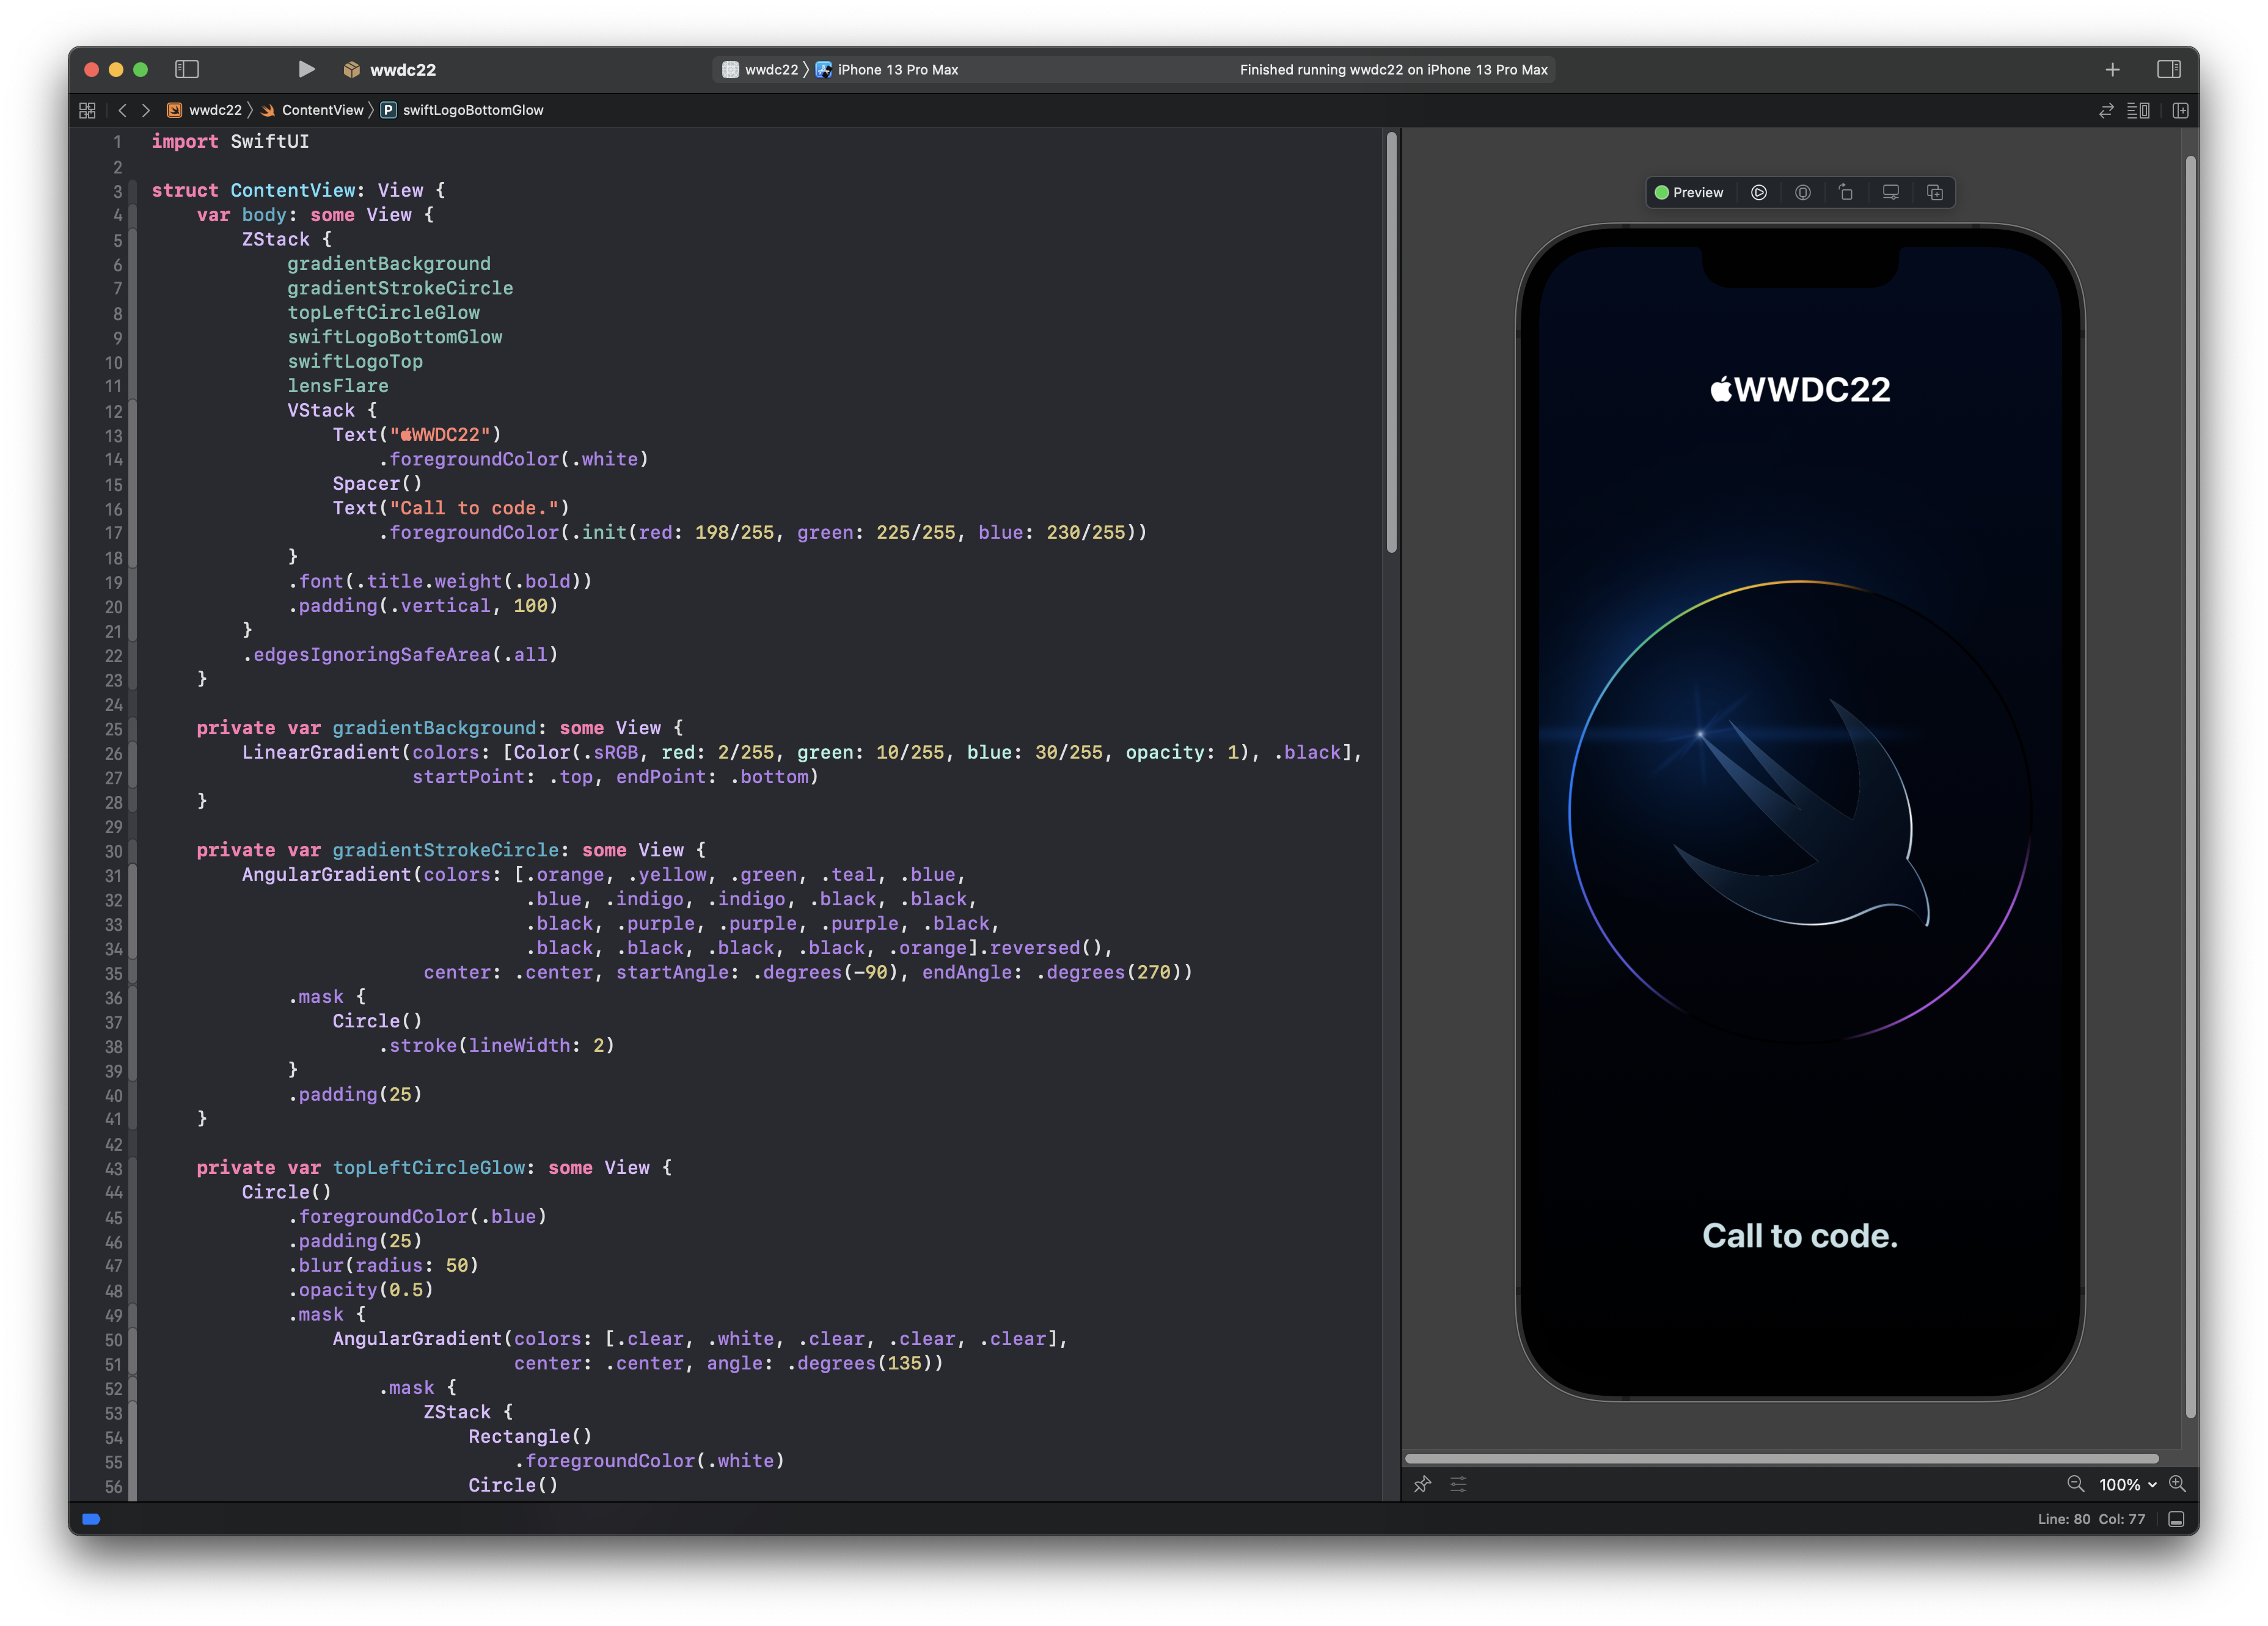 wwdc22
wwdc22 〉 iPhone 13 Pro Max
Finished running wwdc22 on iPhone 13 Pro Max
wwdc22 〉 ContentView 〉 P swiftLogoBottomGlow
1 import SwiftUI
2
3 struct ContentView: View {
4     var body: some View {
5         ZStack {
6             gradientBackground
7             gradientStrokeCircle
8             topLeftCircleGlow
9             swiftLogoBottomGlow
10             swiftLogoTop
11             lensFlare
12             VStack {
13                 Text("WWDC22")
14                     .foregroundColor(.white)
15                 Spacer()
16                 Text("Call to code.")
17                     .foregroundColor(.init(red: 198/255, green: 225/255, blue: 230/255))
18             }
19             .font(.title.weight(.bold))
20             .padding(.vertical, 100)
21         }
22         .edgesIgnoringSafeArea(.all)
23     }
24
25     private var gradientBackground: some View {
26         LinearGradient(colors: [Color(.sRGB, red: 2/255, green: 10/255, blue: 30/255, opacity: 1), .black],
27                        startPoint: .top, endPoint: .bottom)
28     }
29
30     private var gradientStrokeCircle: some View {
31         AngularGradient(colors: [.orange, .yellow, .green, .teal, .blue,
32                                  .blue, .indigo, .indigo, .black, .black,
33                                  .black, .purple, .purple, .purple, .black,
34                                  .black, .black, .black, .black, .orange].reversed(),
35                         center: .center, startAngle: .degrees(-90), endAngle: .degrees(270))
36             .mask {
37                 Circle()
38                     .stroke(lineWidth: 2)
39             }
40             .padding(25)
41     }
42
43     private var topLeftCircleGlow: some View {
44         Circle()
45             .foregroundColor(.blue)
46             .padding(25)
47             .blur(radius: 50)
48             .opacity(0.5)
49             .mask {
50                 AngularGradient(colors: [.clear, .white, .clear, .clear, .clear],
51                                 center: .center, angle: .degrees(135))
52                     .mask {
53                         ZStack {
54                             Rectangle()
55                                 .foregroundColor(.white)
56                             Circle()
Preview
WWDC22
Call to code.
100%
Line: 80 Col: 77